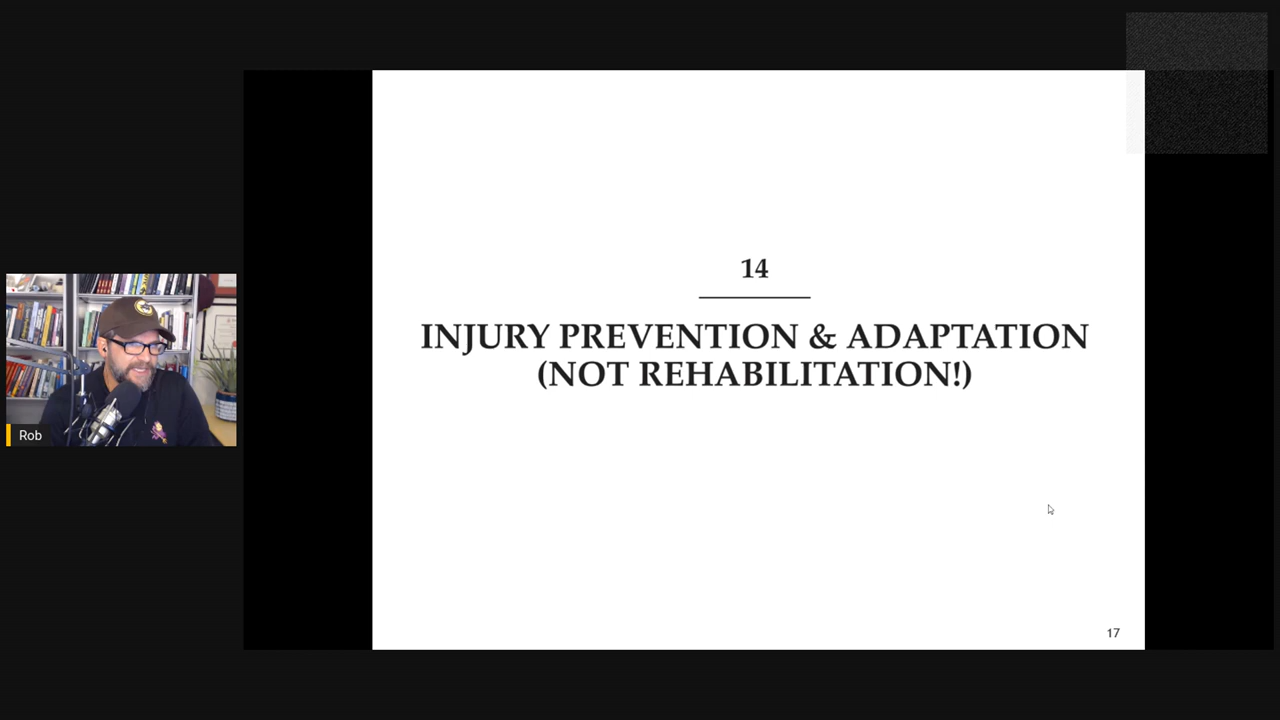 14
INJURY PREVENTION & ADAPTATION
(NOT REHABILITATION!)
Rob
17